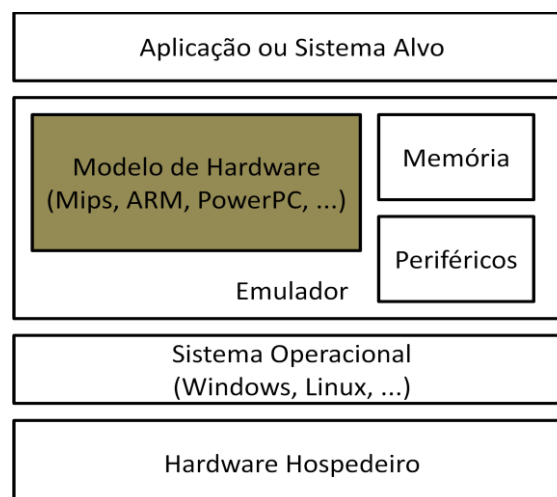 Aplicação ou Sistema Alvo
Modelo de Hardware
(Mips, ARM, PowerPC, ...)
Memória
Periféricos
Emulador
Sistema Operacional
(Windows, Linux, ...)
Hardware Hospedeiro